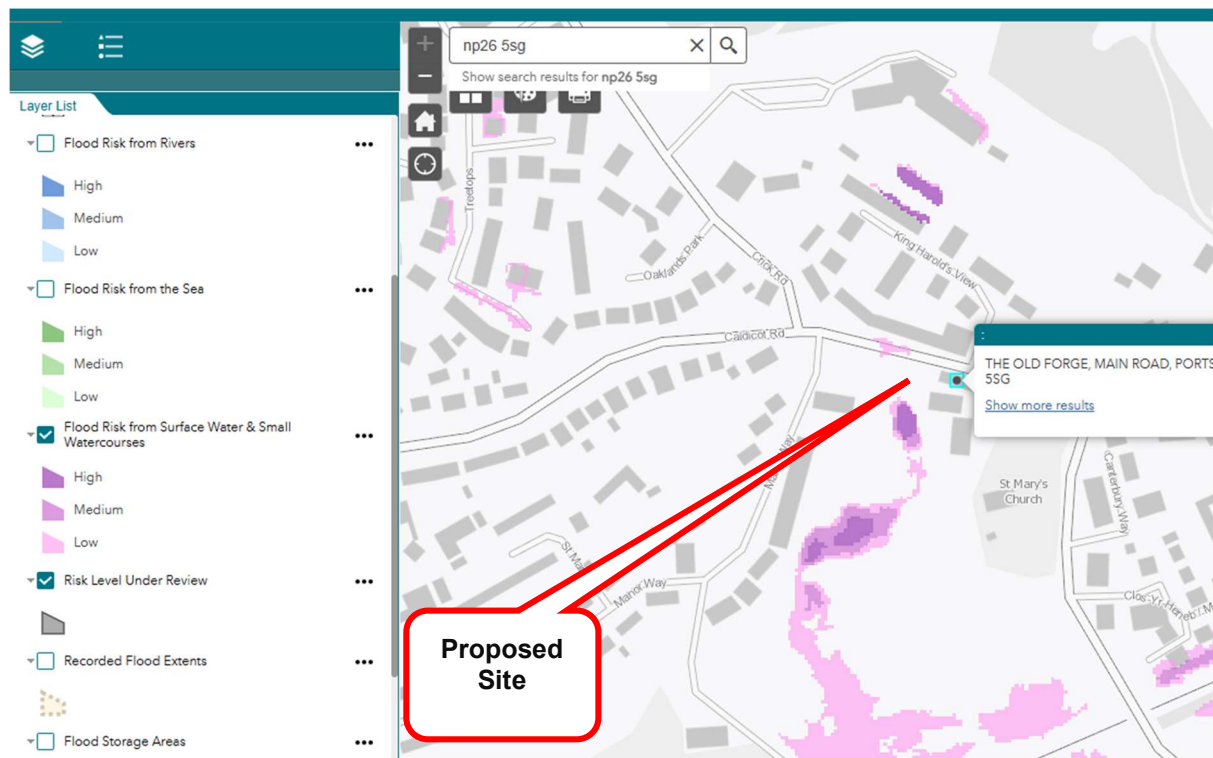 np26 5sg
Show search results for np26 5sg
Layer List
Flood Risk from Rivers
High
Medium
Low
Flood Risk from the Sea
High
Medium
Low
Flood Risk from Surface Water & Small
Watercourses
High
Medium
Low
Risk Level Under Review
Recorded Flood Extents
Flood Storage Areas
Treetops
Oaklands Park
Crick Rd
King Harold's View
Caldicot Rd
:
THE OLD FORGE, MAIN ROAD, PORTS
5SG
Show more results
St Mary's
Church
Canterbury Way
Manor Way
Proposed
Site